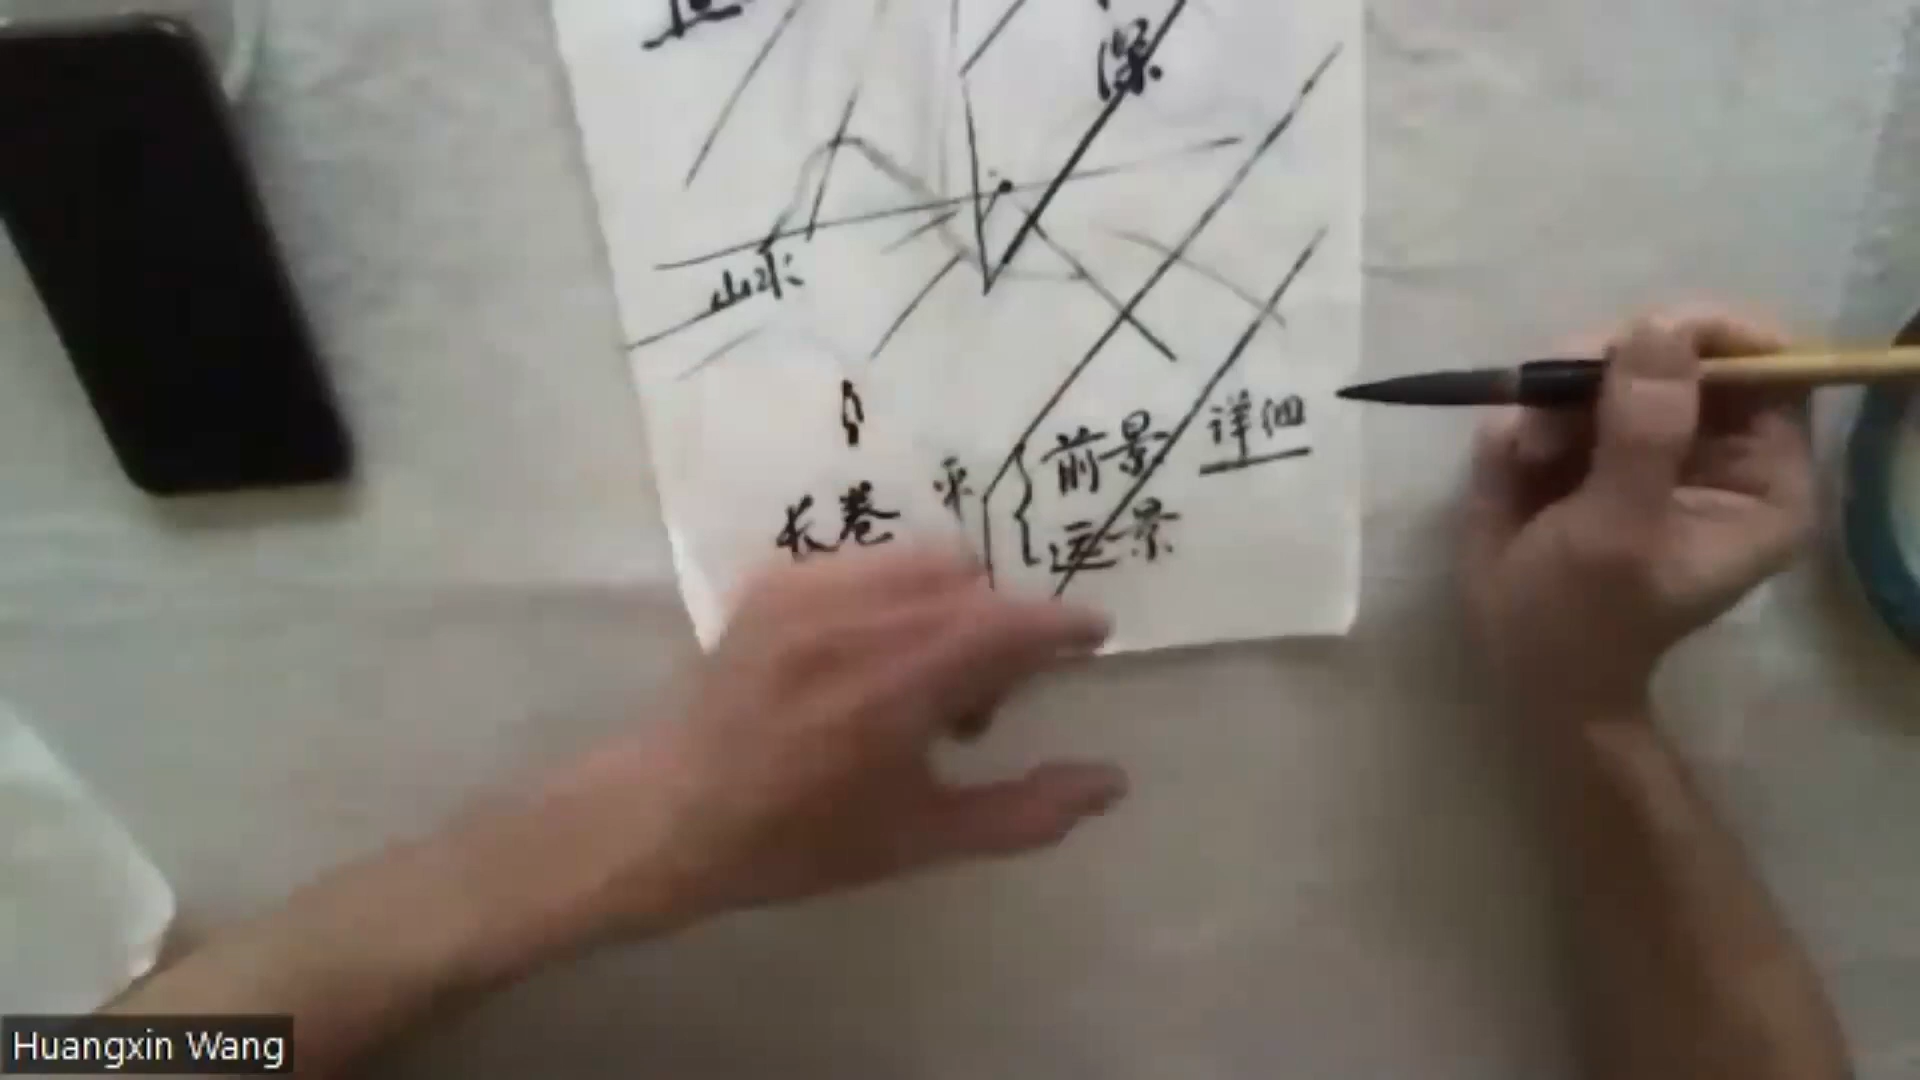 深
山水
前景 详细
平
长卷
远景
Huangxin Wang